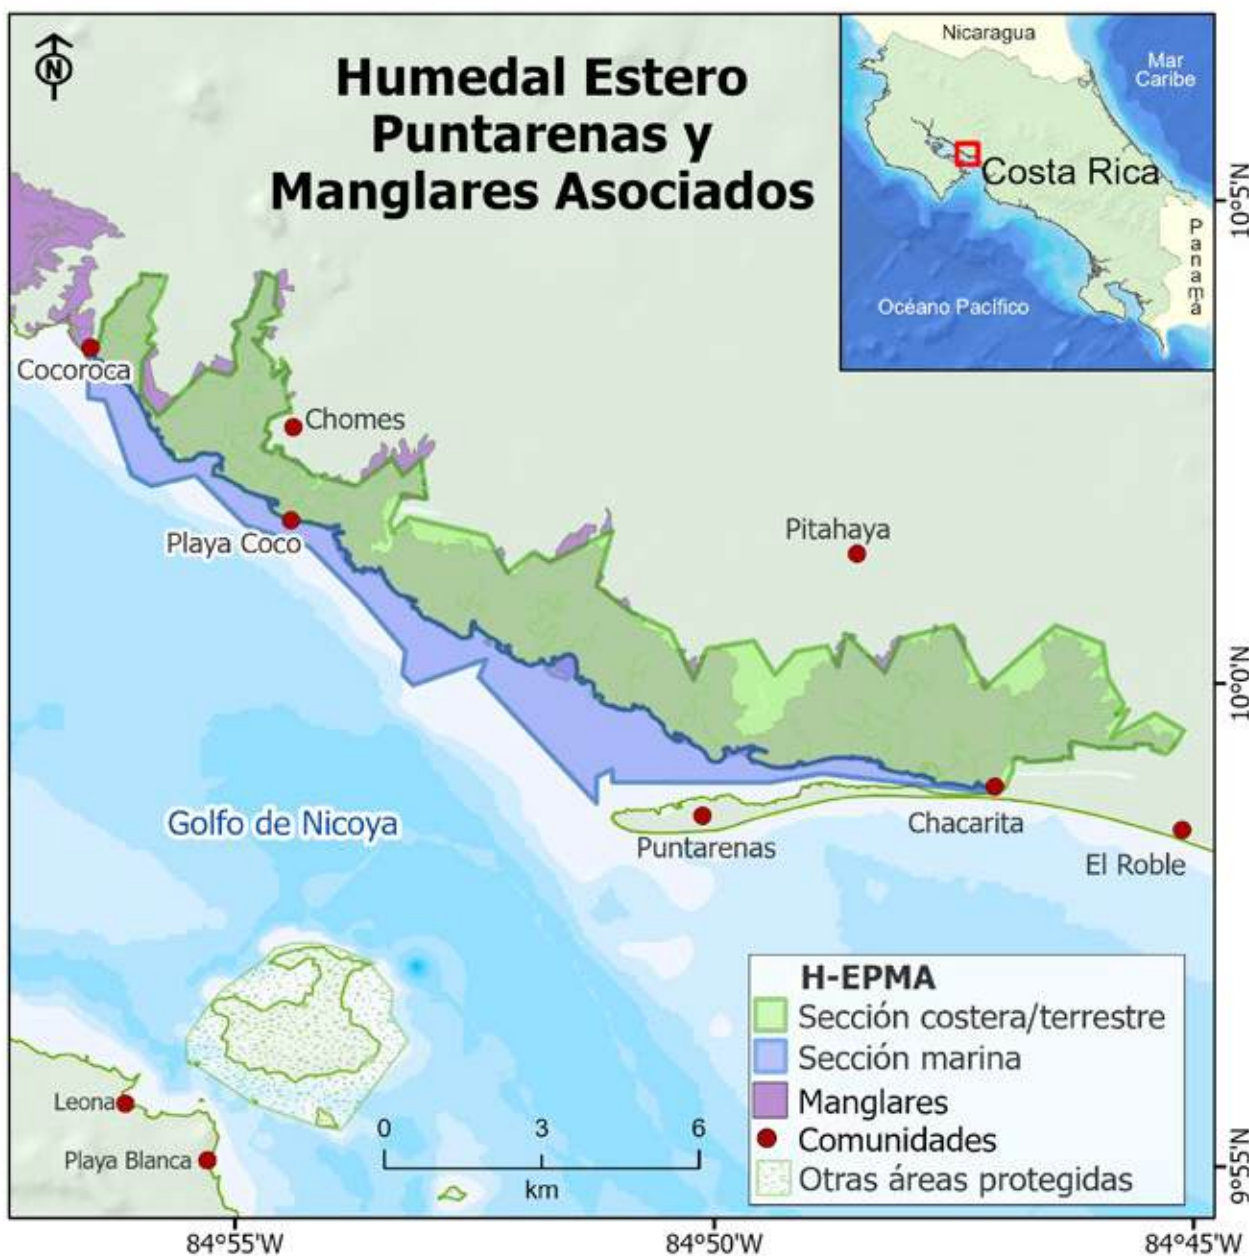 N
Humedal Estero
Puntarenas y
Manglares Asociados
Nicaragua
Mar
Caribe
Costa Rica
Panamá
Océano Pacífico
10°5'N
Cocoroca
Chomes
Playa Coco
Pitahaya
10°0'N
Golfo de Nicoya
Puntarenas
Chacarita
El Roble
Leona
Playa Blanca
0 3 6
km
H-EPMA
Sección costera/terrestre
Sección marina
Manglares
Comunidades
Otras áreas protegidas
9°55'N
84°55'W 84°50'W 84°45'W